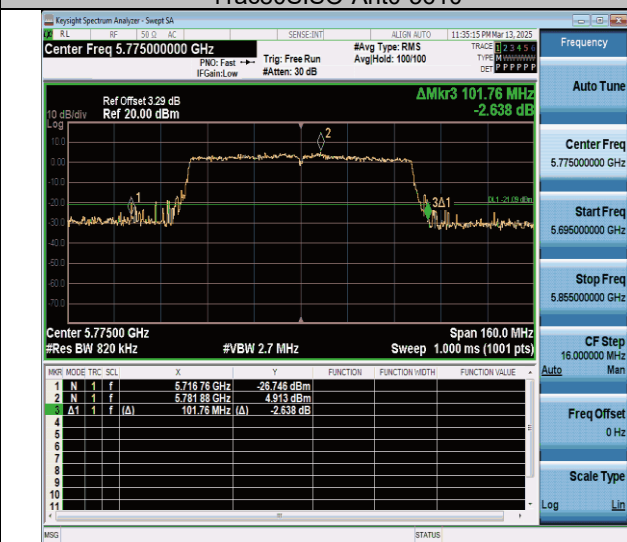 Keysight Spectrum Analyzer - Swept SA
RL RF 50 Ω AC SENSE:INT ALIGN AUTO 11:35:15 PM Mar 13, 2025
Center Freq 5.775000000 GHz
PNO: Fast
IFGain:Low
Trig: Free Run
#Atten: 30 dB
#Avg Type: RMS
Avg|Hold: 100/100
TRACE 1 2 3 4 5 6
TYPE M W W W W W
DET P P P P P P
Ref Offset 3.29 dB
Ref 20.00 dBm
10 dB/div
Log
ΔMkr3 101.76 MHz
-2.638 dB
10.0
0.00
-10.0
-20.0
-30.0
-40.0
-50.0
-60.0
-70.0
1
2
3Δ1
DL1 -21.09 dBm
Center 5.77500 GHz
Span 160.0 MHz
#Res BW 820 kHz
#VBW 2.7 MHz
Sweep 1.000 ms (1001 pts)
MKR MODE TRC SCL X Y FUNCTION FUNCTION WIDTH FUNCTION VALUE
1 N 1 f 5.716 76 GHz -26.746 dBm
2 N 1 f 5.781 88 GHz 4.913 dBm
3 Δ1 1 f (Δ) 101.76 MHz (Δ) -2.638 dB
4
5
6
7
8
9
10
11
MSG
STATUS
Frequency
Auto Tune
Center Freq
5.775000000 GHz
Start Freq
5.695000000 GHz
Stop Freq
5.855000000 GHz
CF Step
16.000000 MHz
Auto Man
Freq Offset
0 Hz
Scale Type
Log Lin